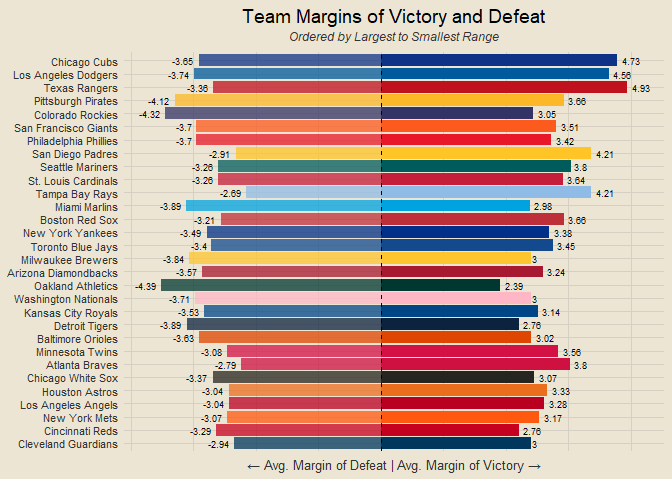 Team Margins of Victory and Defeat
Ordered by Largest to Smallest Range
Chicago Cubs -3.65 4.73
Los Angeles Dodgers -3.74 4.56
Texas Rangers -3.36 4.93
Pittsburgh Pirates -4.12 3.66
Colorado Rockies -4.32 3.05
San Francisco Giants -3.7 3.51
Philadelphia Phillies -3.7 3.42
San Diego Padres -2.91 4.21
Seattle Mariners -3.26 3.8
St. Louis Cardinals -3.26 3.64
Tampa Bay Rays -2.69 4.21
Miami Marlins -3.89 2.98
Boston Red Sox -3.21 3.66
New York Yankees -3.49 3.38
Toronto Blue Jays -3.4 3.45
Milwaukee Brewers -3.84 3
Arizona Diamondbacks -3.57 3.24
Oakland Athletics -4.39 2.39
Washington Nationals -3.71 3
Kansas City Royals -3.53 3.14
Detroit Tigers -3.89 2.76
Baltimore Orioles -3.63 3.02
Minnesota Twins -3.08 3.56
Atlanta Braves -2.79 3.8
Chicago White Sox -3.37 3.07
Houston Astros -3.04 3.33
Los Angeles Angels -3.04 3.28
New York Mets -3.07 3.17
Cincinnati Reds -3.29 2.76
Cleveland Guardians -2.94 3
← Avg. Margin of Defeat | Avg. Margin of Victory →